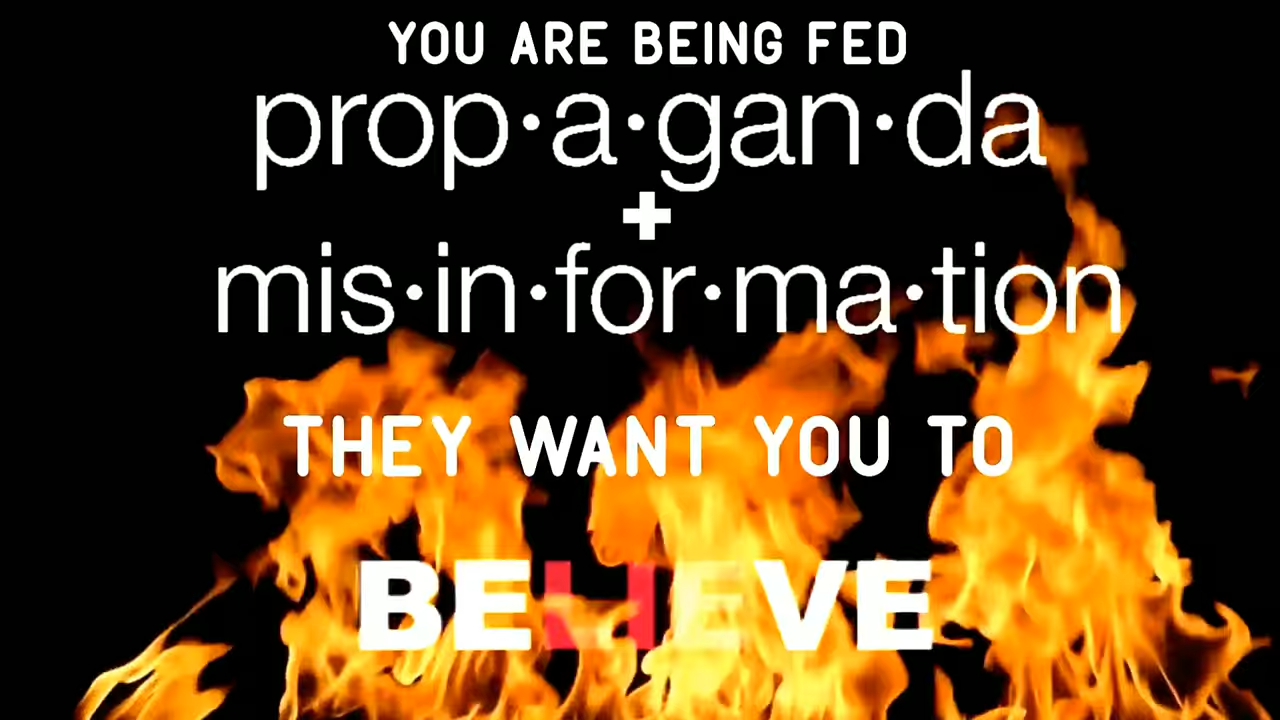 YOU ARE BEING FED
prop·a·gan·da
+
mis·in·for·ma·tion
THEY WANT YOU TO
BELIEVE